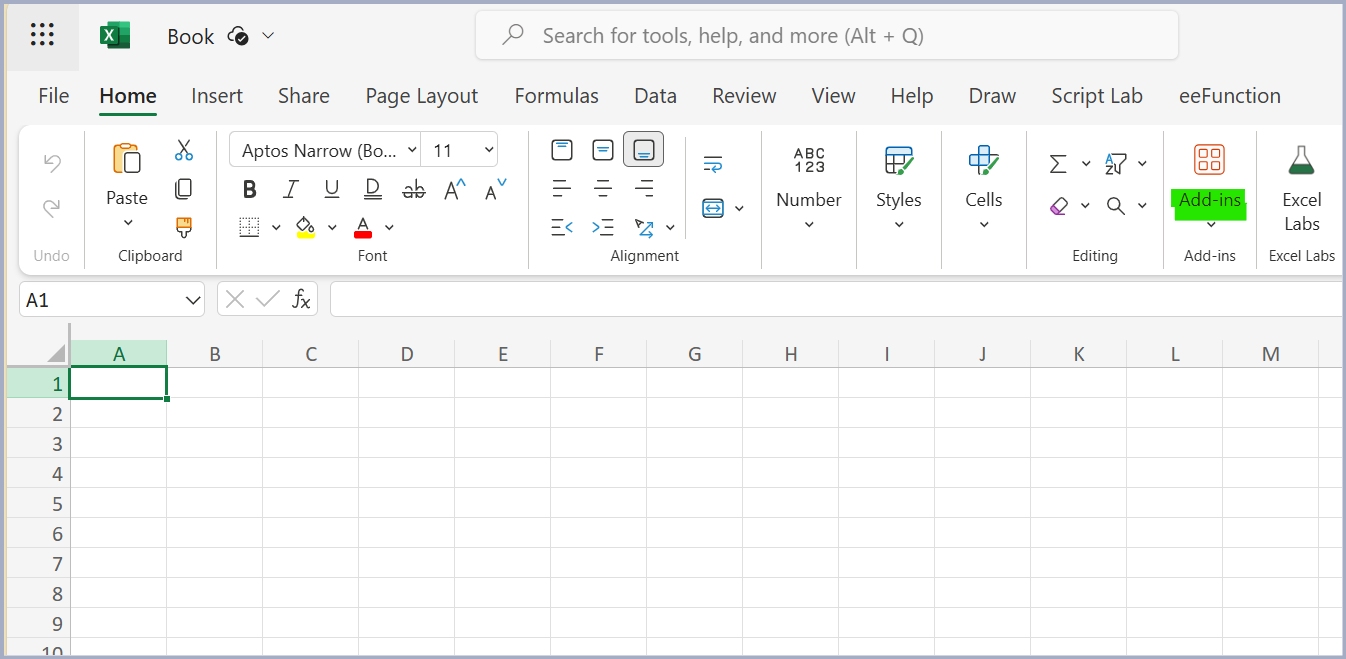 Book
Search for tools, help, and more (Alt + Q)
File Home Insert Share Page Layout Formulas Data Review View Help Draw Script Lab eeFunction
Aptos Narrow (Bo... 11
ABC
123
Paste
B I U D ab A A
Number Styles Cells Add-ins Excel
Labs
A
Undo Clipboard Font Alignment Editing Add-ins Excel Labs
A1 fx
A B C D E F G H I J K L M
1
2
3
4
5
6
7
8
9
10